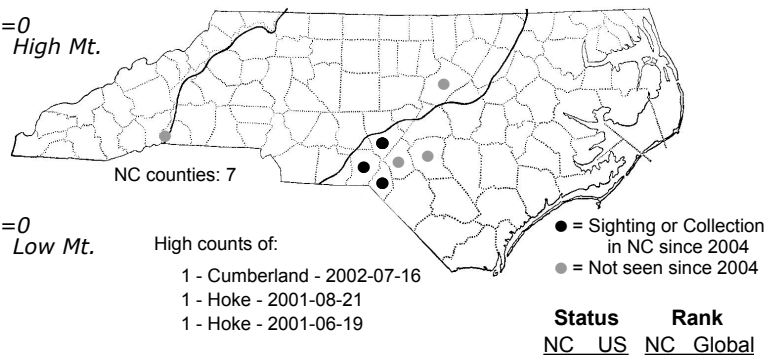 =0
High Mt.
NC counties: 7
=0
Low Mt.
High counts of:
1 - Cumberland - 2002-07-16
1 - Hoke - 2001-08-21
1 - Hoke - 2001-06-19
= Sighting or Collection
in NC since 2004
= Not seen since 2004
Status Rank
NC US NC Global